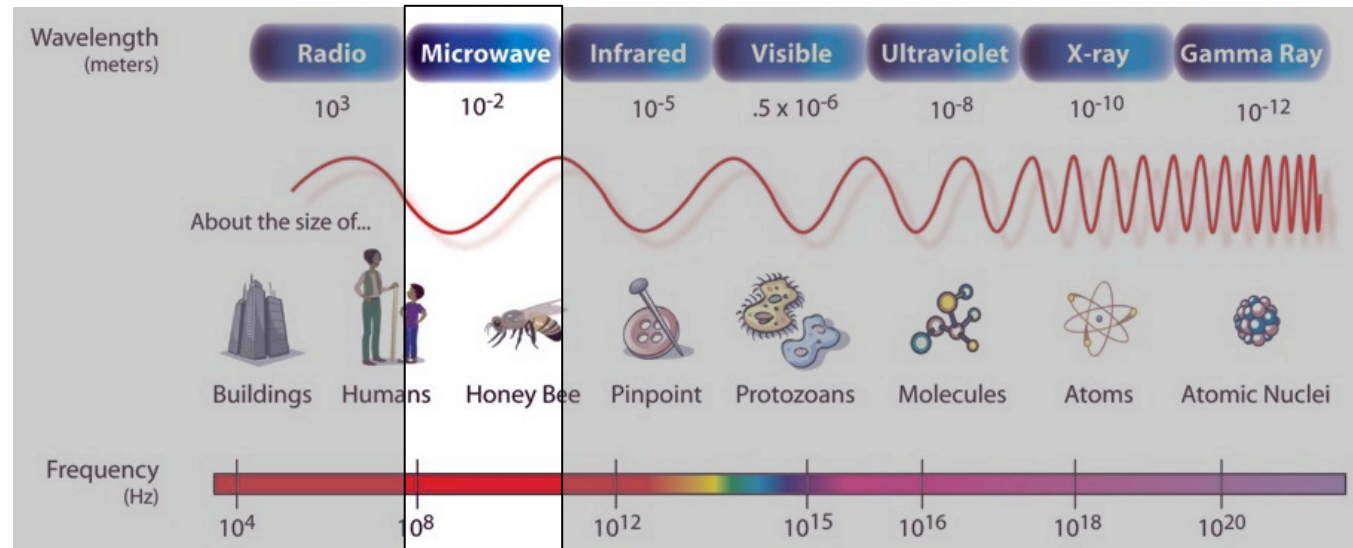 Wavelength
(meters)
Radio Microwave Infrared Visible Ultraviolet X-ray Gamma Ray
10³ 10⁻² 10⁻⁵ .5 x 10⁻⁶ 10⁻⁸ 10⁻¹⁰ 10⁻¹²
About the size of...
Buildings Humans Honey Bee Pinpoint Protozoans Molecules Atoms Atomic Nuclei
Frequency
(Hz)
10⁴ 10⁸ 10¹² 10¹⁵ 10¹⁶ 10¹⁸ 10²⁰